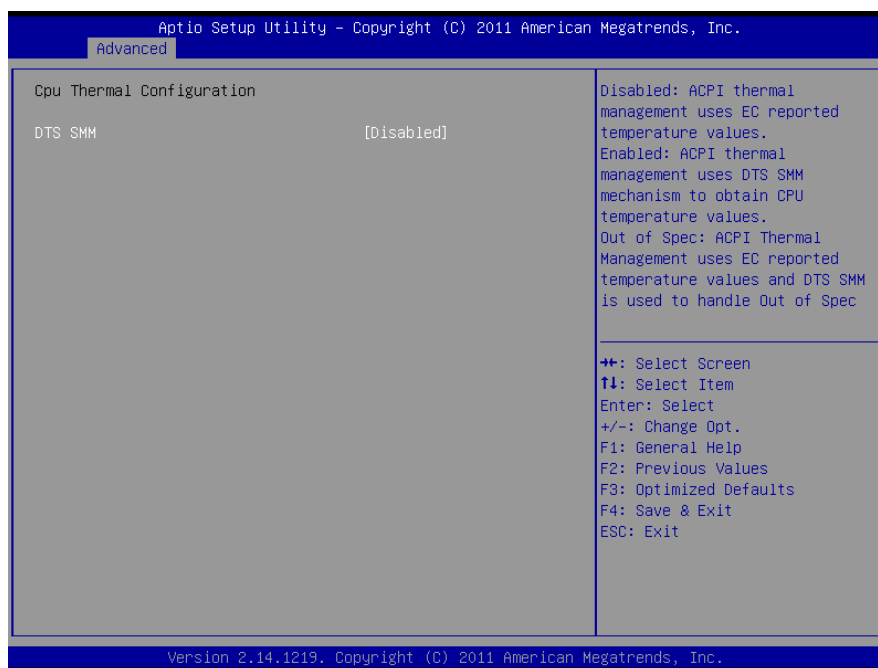 Aptio Setup Utility – Copyright (C) 2011 American Megatrends, Inc.
Advanced
Cpu Thermal Configuration
DTS SMM [Disabled]
Disabled: ACPI thermal
management uses EC reported
temperature values.
Enabled: ACPI thermal
management uses DTS SMM
mechanism to obtain CPU
temperature values.
Out of Spec: ACPI Thermal
Management uses EC reported
temperature values and DTS SMM
is used to handle Out of Spec
→←: Select Screen
↑↓: Select Item
Enter: Select
+/-: Change Opt.
F1: General Help
F2: Previous Values
F3: Optimized Defaults
F4: Save & Exit
ESC: Exit
Version 2.14.1219. Copyright (C) 2011 American Megatrends, Inc.